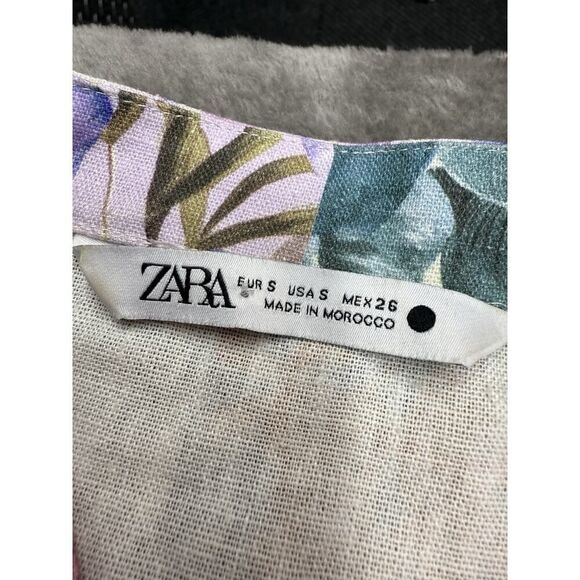 ZARA EUR S USA S MEX 26
MADE IN MOROCCO